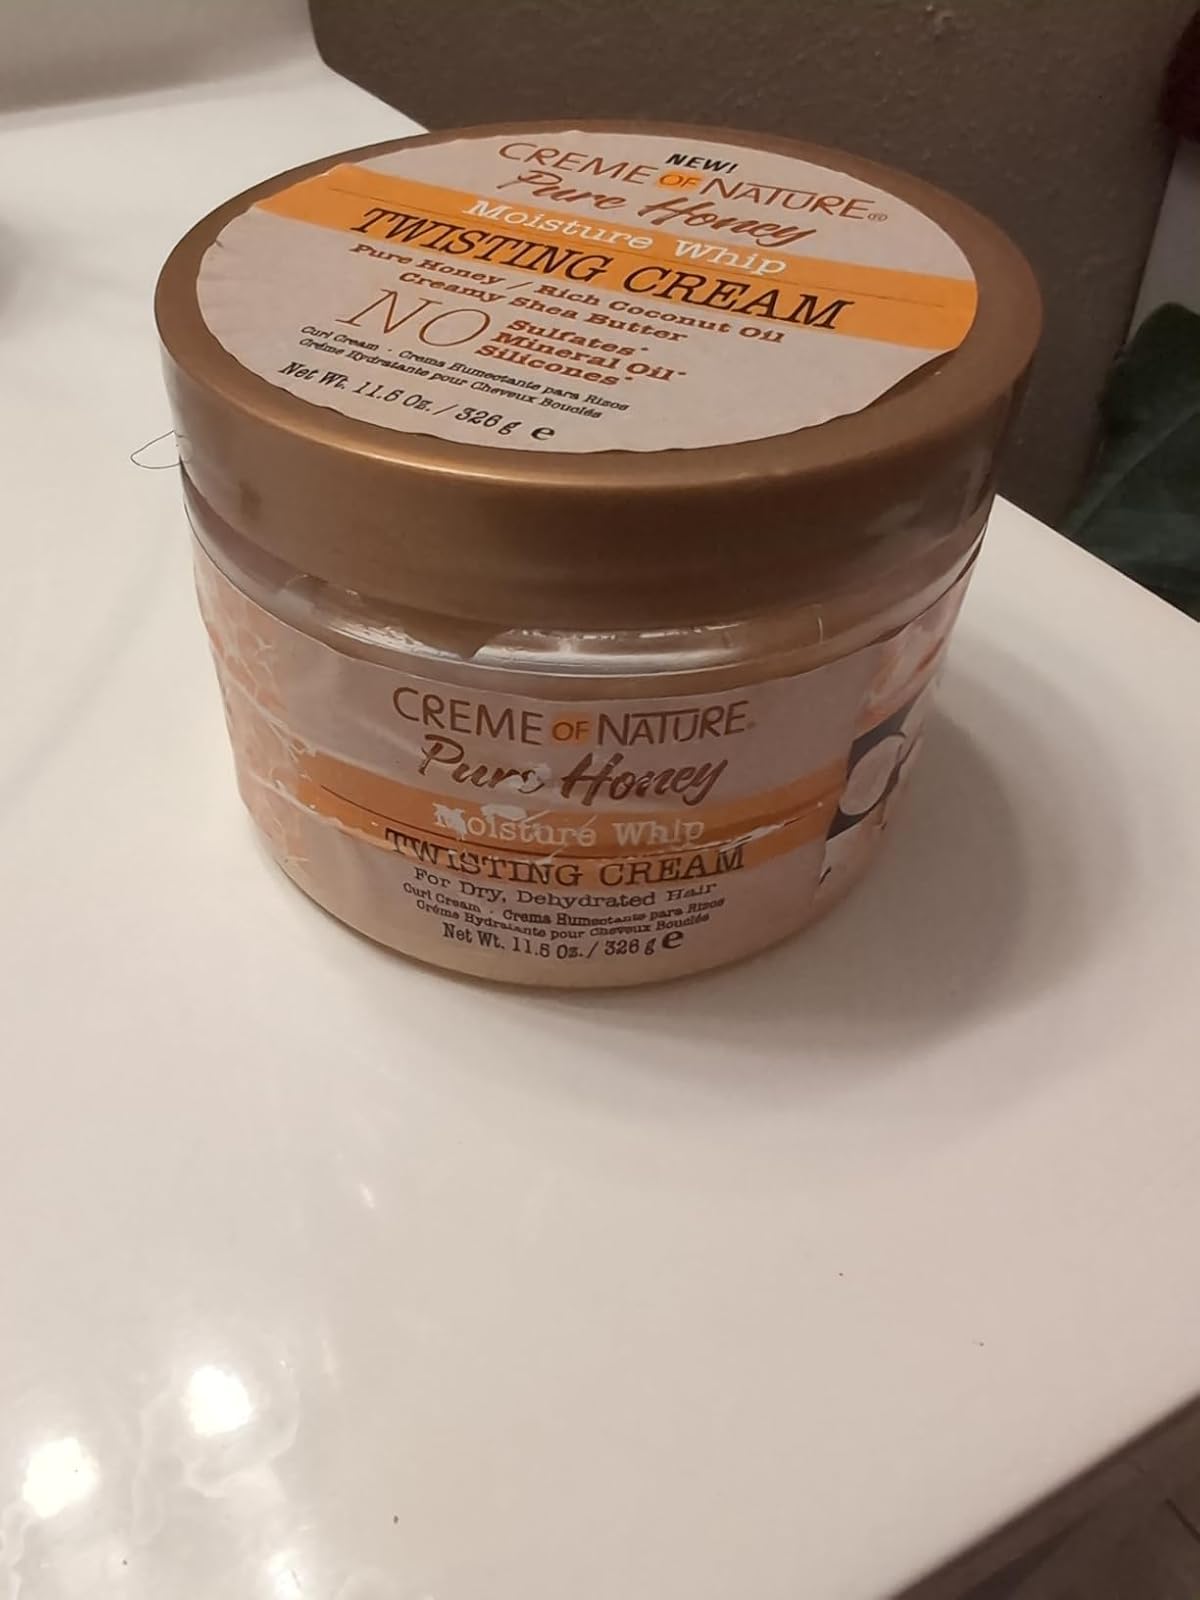 NEW!
CREME OF NATURE®
Pure Honey
Moisture Whip
TWISTING CREAM
Pure Honey / Rich Coconut Oil
Creamy Shea Butter
NO
Sulfates*
Mineral Oil*
Silicones*
Curl Cream · Crema Humectante para Rizos
Créme Hydratante pour Cheveux Bouclés
Net Wt. 11.5 Oz. / 326 g e
CREME OF NATURE®
Pure Honey
Moisture Whip
TWISTING CREAM
For Dry, Dehydrated Hair
Curl Cream · Crema Humectante para Rizos
Créme Hydratante pour Cheveux Bouclés
Net Wt. 11.5 Oz. / 326 g e